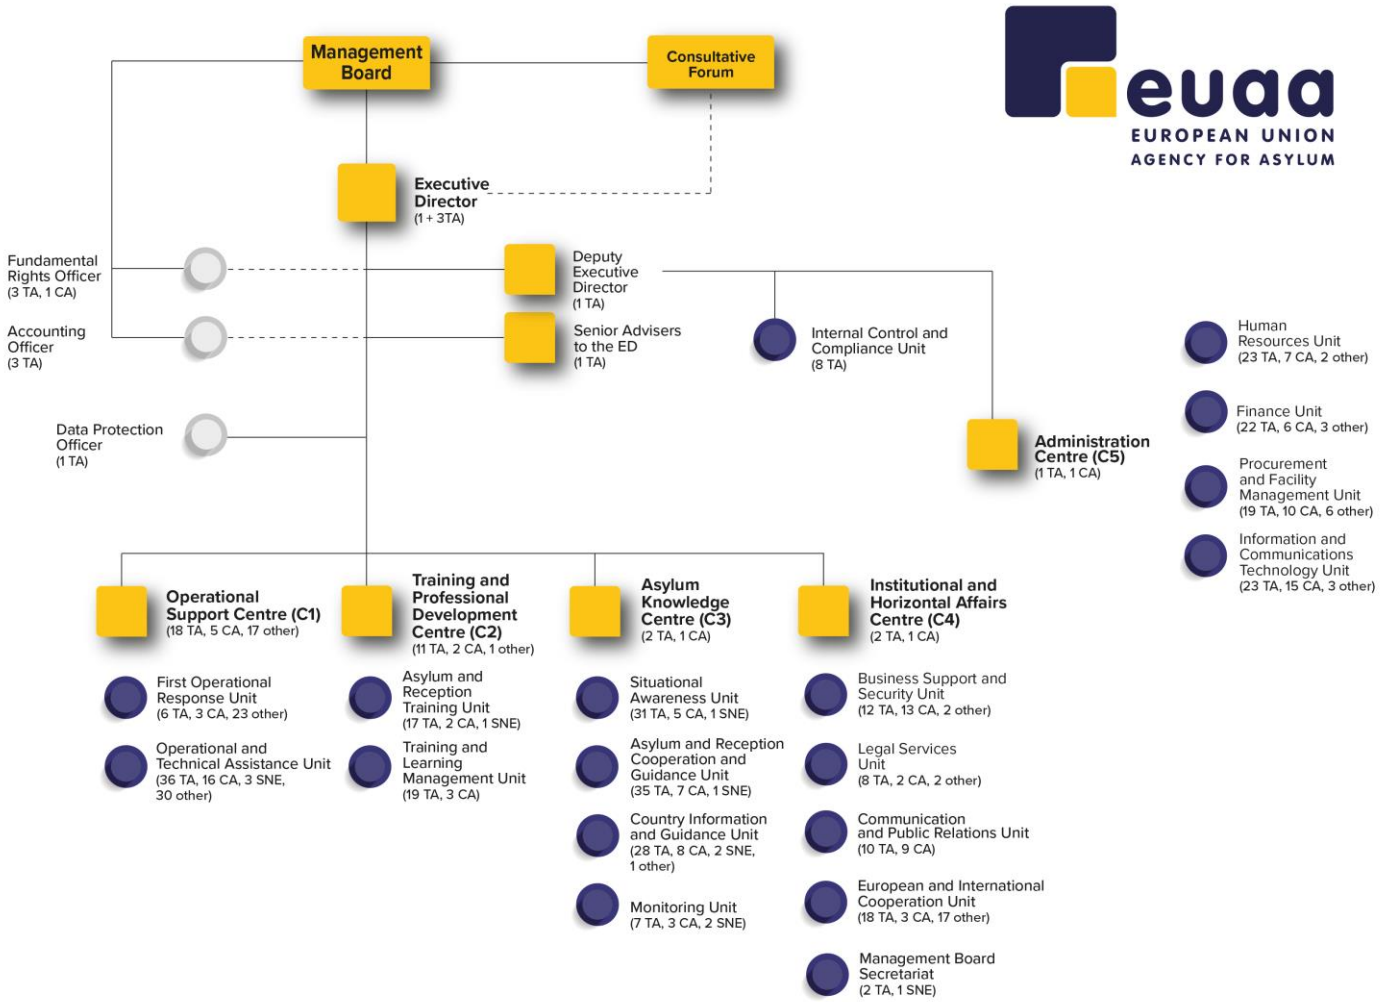 Management
Board
Consultative
Forum
euaa
EUROPEAN UNION
AGENCY FOR ASYLUM
Executive
Director
(1 + 3TA)
Fundamental
Rights Officer
(3 TA, 1 CA)
Deputy
Executive
Director
(1 TA)
Accounting
Officer
(3 TA)
Senior Advisers
to the ED
(1 TA)
Internal Control and
Compliance Unit
(8 TA)
Data Protection
Officer
(1 TA)
Administration
Centre (C5)
(1 TA, 1 CA)
Human
Resources Unit
(23 TA, 7 CA, 2 other)
Finance Unit
(22 TA, 6 CA, 3 other)
Procurement
and Facility
Management Unit
(19 TA, 10 CA, 6 other)
Information and
Communications
Technology Unit
(23 TA, 15 CA, 3 other)
Operational
Support Centre (C1)
(18 TA, 5 CA, 17 other)
First Operational
Response Unit
(6 TA, 3 CA, 23 other)
Operational and
Technical Assistance Unit
(36 TA, 16 CA, 3 SNE,
30 other)
Training and
Professional
Development
Centre (C2)
(11 TA, 2 CA, 1 other)
Asylum and
Reception
Training Unit
(17 TA, 2 CA, 1 SNE)
Training and
Learning
Management Unit
(19 TA, 3 CA)
Asylum
Knowledge
Centre (C3)
(2 TA, 1 CA)
Situational
Awareness Unit
(31 TA, 5 CA, 1 SNE)
Asylum and Reception
Cooperation and
Guidance Unit
(35 TA, 7 CA, 1 SNE)
Country Information
and Guidance Unit
(28 TA, 8 CA, 2 SNE,
1 other)
Monitoring Unit
(7 TA, 3 CA, 2 SNE)
Institutional and
Horizontal Affairs
Centre (C4)
(2 TA, 1 CA)
Business Support and
Security Unit
(12 TA, 13 CA, 2 other)
Legal Services
Unit
(8 TA, 2 CA, 2 other)
Communication
and Public Relations Unit
(10 TA, 9 CA)
European and International
Cooperation Unit
(18 TA, 3 CA, 17 other)
Management Board
Secretariat
(2 TA, 1 SNE)